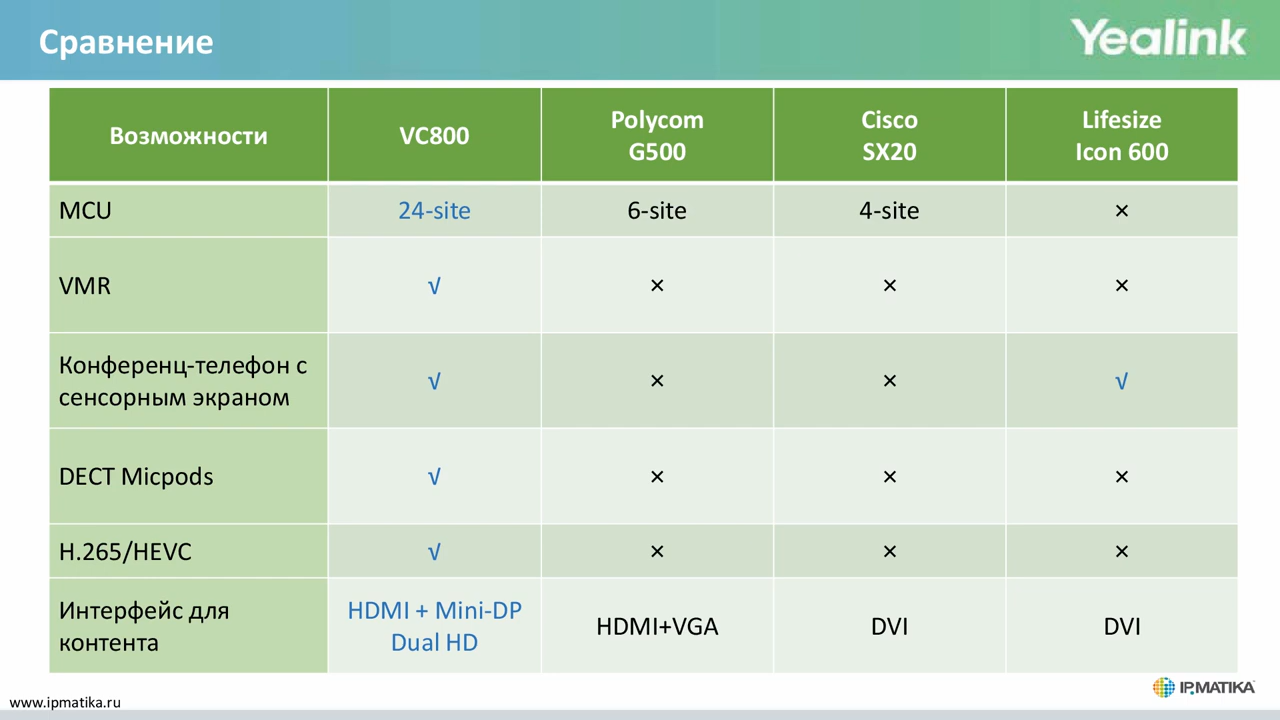 Сравнение
Yealink
Возможности
VC800
Polycom
G500
Cisco
SX20
Lifesize
Icon 600
MCU
24-site
6-site
4-site
×
VMR
√
×
×
×
Конференц-телефон с
сенсорным экраном
√
×
×
√
DECT Micpods
√
×
×
×
H.265/HEVC
√
×
×
×
Интерфейс для
контента
HDMI + Mini-DP
Dual HD
HDMI+VGA
DVI
DVI
IPMATIKA
www.ipmatika.ru